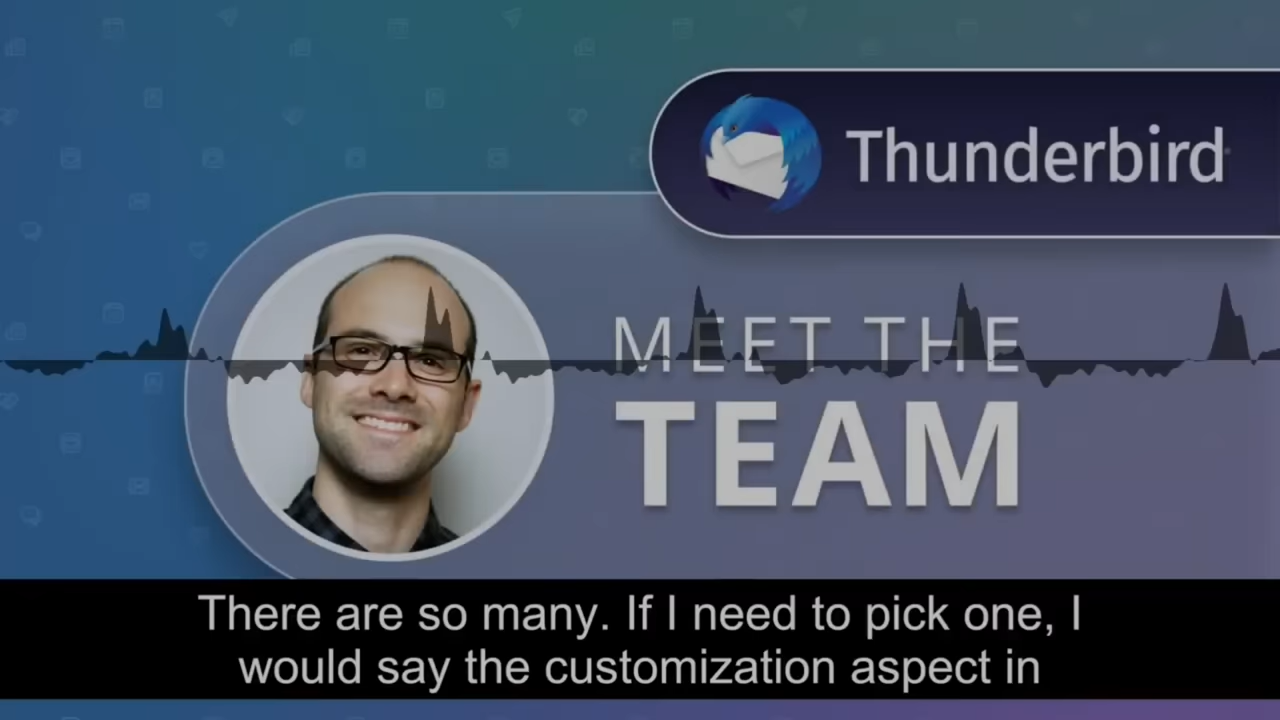 Thunderbird
MEET THE
TEAM
There are so many. If I need to pick one, I
would say the customization aspect in